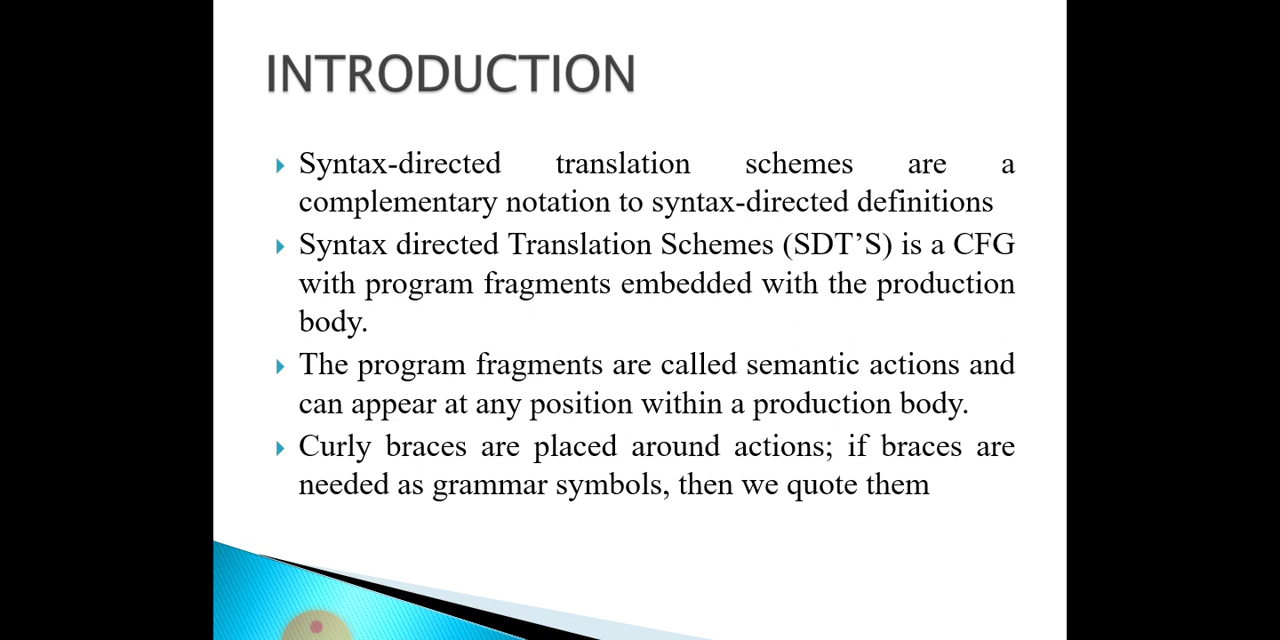 INTRODUCTION
Syntax-directed translation schemes are a
complementary notation to syntax-directed definitions
Syntax directed Translation Schemes (SDT’S) is a CFG
with program fragments embedded with the production
body.
The program fragments are called semantic actions and
can appear at any position within a production body.
Curly braces are placed around actions; if braces are
needed as grammar symbols, then we quote them